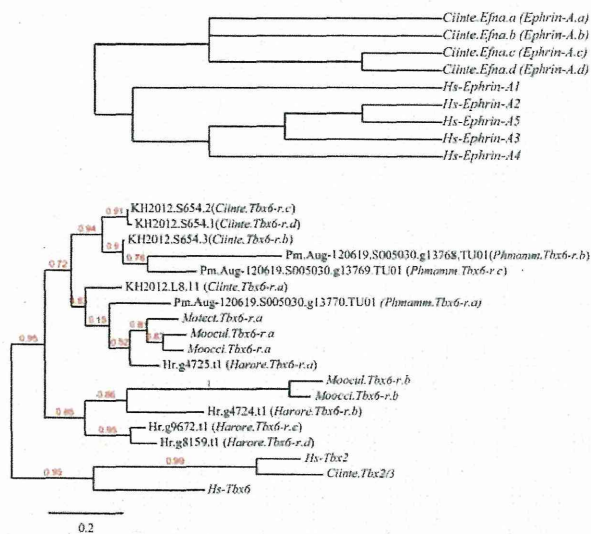 Ciinte.Efna.a (Ephrin-A.a)
Ciinte.Efna.b (Ephrin-A.b)
Ciinte.Efna.c (Ephrin-A.c)
Ciinte.Efna.d (Ephrin-A.d)
Hs-Ephrin-A1
Hs-Ephrin-A2
Hs-Ephrin-A5
Hs-Ephrin-A3
Hs-Ephrin-A4
0.91 KH2012.S654.2(Ciinte.Tbx6-r.c)
0.94 KH2012.S654.1(Ciinte.Tbx6-r.d)
0.9 KH2012.S654.3(Ciinte.Tbx6-r.b)
0.76 Pm.Aug-120619.S005030.g13768.TU01(Phmamm.Tbx6-r.b)
0.72 Pm.Aug-120619.S005030.g13769.TU01 (Phmamm.Tbx6-r.c)
KH2012.L8.11 (Ciinte.Tbx6-r.a)
0.15 Pm.Aug-120619.S005030.g13770.TU01 (Phmamm.Tbx6-r.a)
Motect.Tbx6-r.a
Moocul.Tbx6-r.a
0.52 Moocci.Tbx6-r.a
0.95 Hr.g4725.t1 (Harore.Tbx6-r.a)
1 Moocul.Tbx6-r.b
0.86 Moocci.Tbx6-r.b
Hr.g4724.t1 (Harore.Tbx6-r.b)
Hr.g9672.t1 (Harore.Tbx6-r.c)
0.95 Hr.g8159.t1 (Harore.Tbx6-r.d)
0.99 Hs-Tbx2
Ciinte.Tbx2/3
Hs-Tbx6
0.2